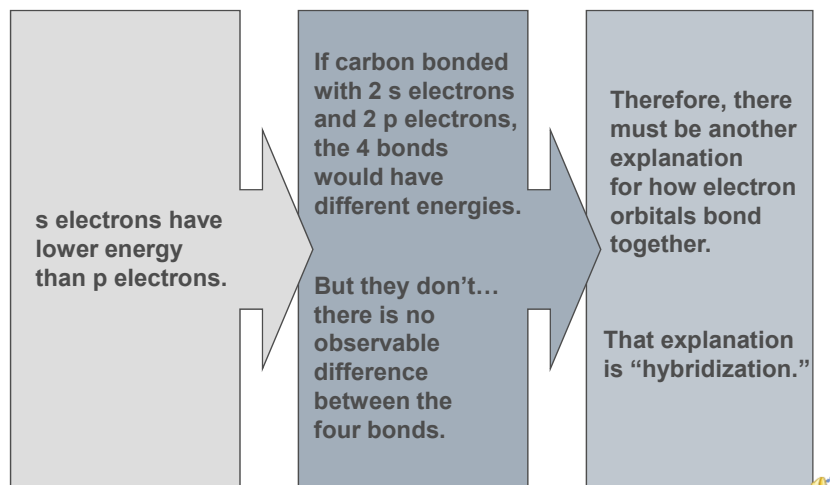 s electrons have
lower energy
than p electrons.
If carbon bonded
with 2 s electrons
and 2 p electrons,
the 4 bonds
would have
different energies.
But they don’t…
there is no
observable
difference
between the
four bonds.
Therefore, there
must be another
explanation
for how electron
orbitals bond
together.
That explanation
is “hybridization.”